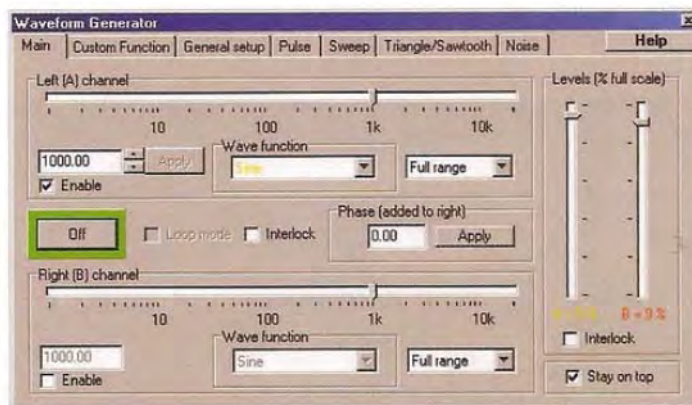 Waveform Generator
Main Custom Function General setup Pulse Sweep Triangle/Sawtooth Noise Help
Left (A) channel
10 100 1k 10k
Wave function
1000.00 Apply Sine Full range
Enable
Off Loop mode Interlock
Phase (added to right)
0.00 Apply
Right (B) channel
10 100 1k 10k
Wave function
1000.00 Sine Full range
Enable
Levels (% full scale)
B = 9 %
Interlock
Stay on top